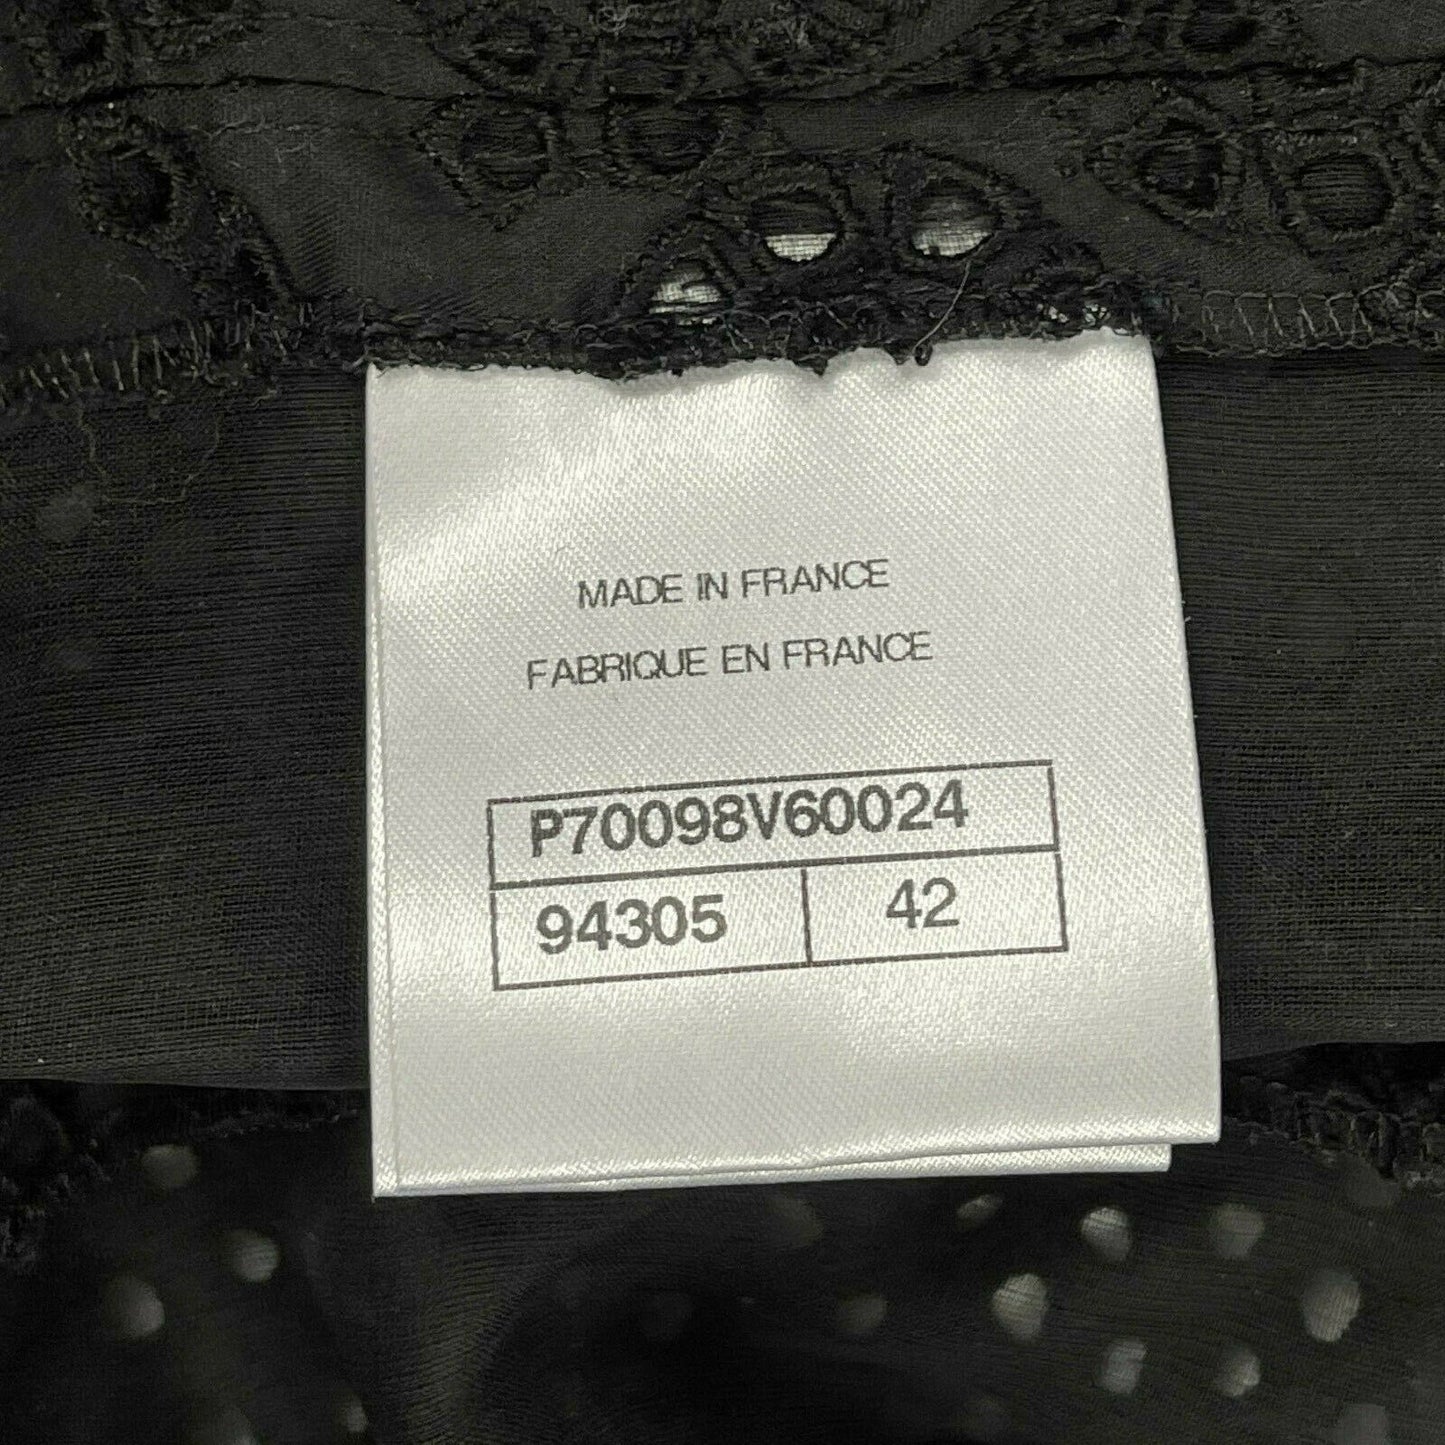 MADE IN FRANCE
FABRIQUE EN FRANCE
P70098V60024
94305 42